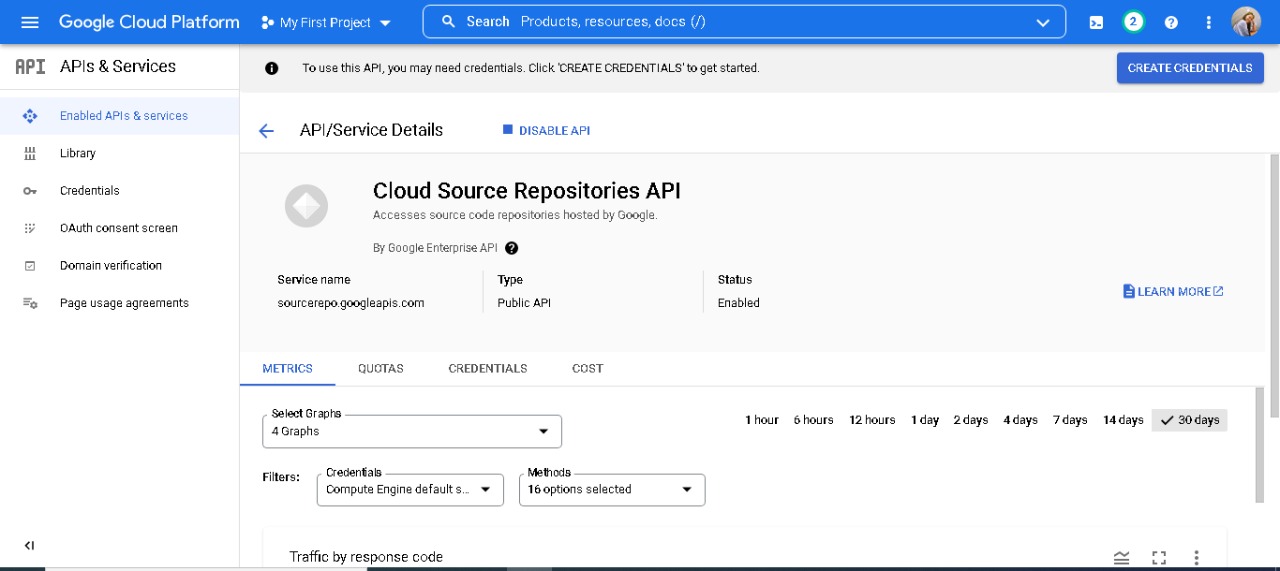 Google Cloud Platform My First Project Search Products, resources, docs (/) 2
API APIs & Services
To use this API, you may need credentials. Click 'CREATE CREDENTIALS' to get started. CREATE CREDENTIALS
Enabled APIs & services
Library
Credentials
OAuth consent screen
Domain verification
Page usage agreements
API/Service Details DISABLE API
Cloud Source Repositories API
Accesses source code repositories hosted by Google.
By Google Enterprise API
Service name Type Status
sourcerepo.googleapis.com Public API Enabled
LEARN MORE
METRICS QUOTAS CREDENTIALS COST
Select Graphs
4 Graphs
1 hour 6 hours 12 hours 1 day 2 days 4 days 7 days 14 days 30 days
Filters:
Credentials
Compute Engine default s...
Methods
16 options selected
Traffic by response code